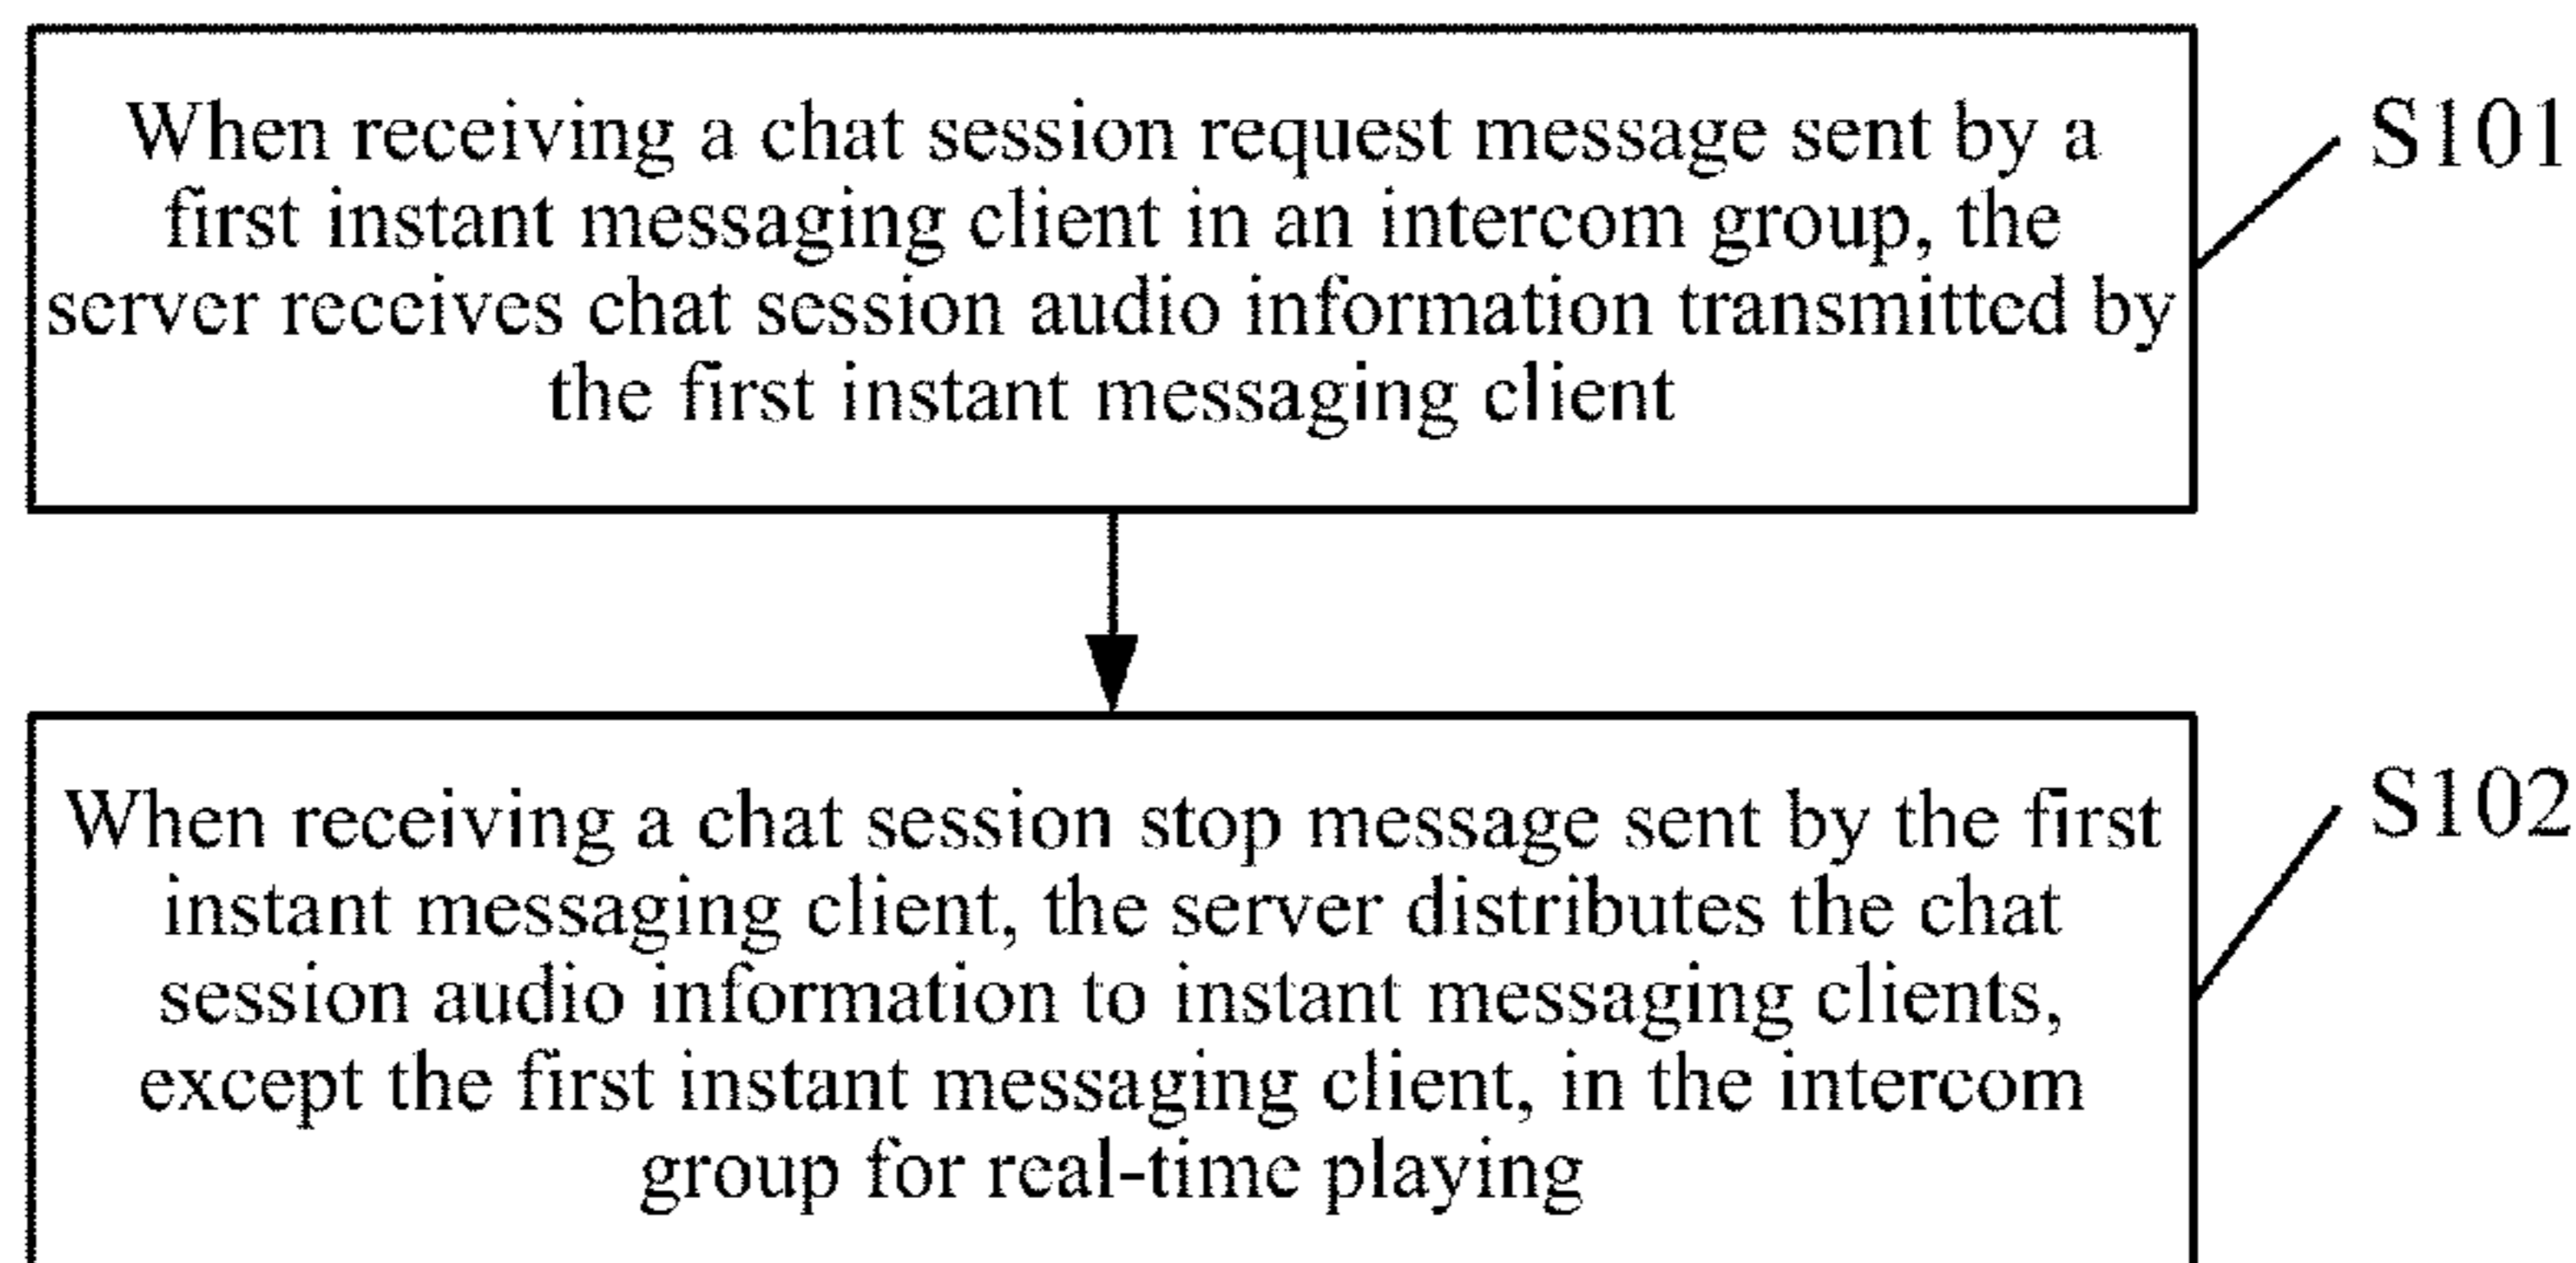 When receiving a chat session request message sent by a
first instant messaging client in an intercom group, the
server receives chat session audio information transmitted by
the first instant messaging client
S101
When receiving a chat session stop message sent by the first
instant messaging client, the server distributes the chat
session audio information to instant messaging clients,
except the first instant messaging client, in the intercom
group for real-time playing
S102